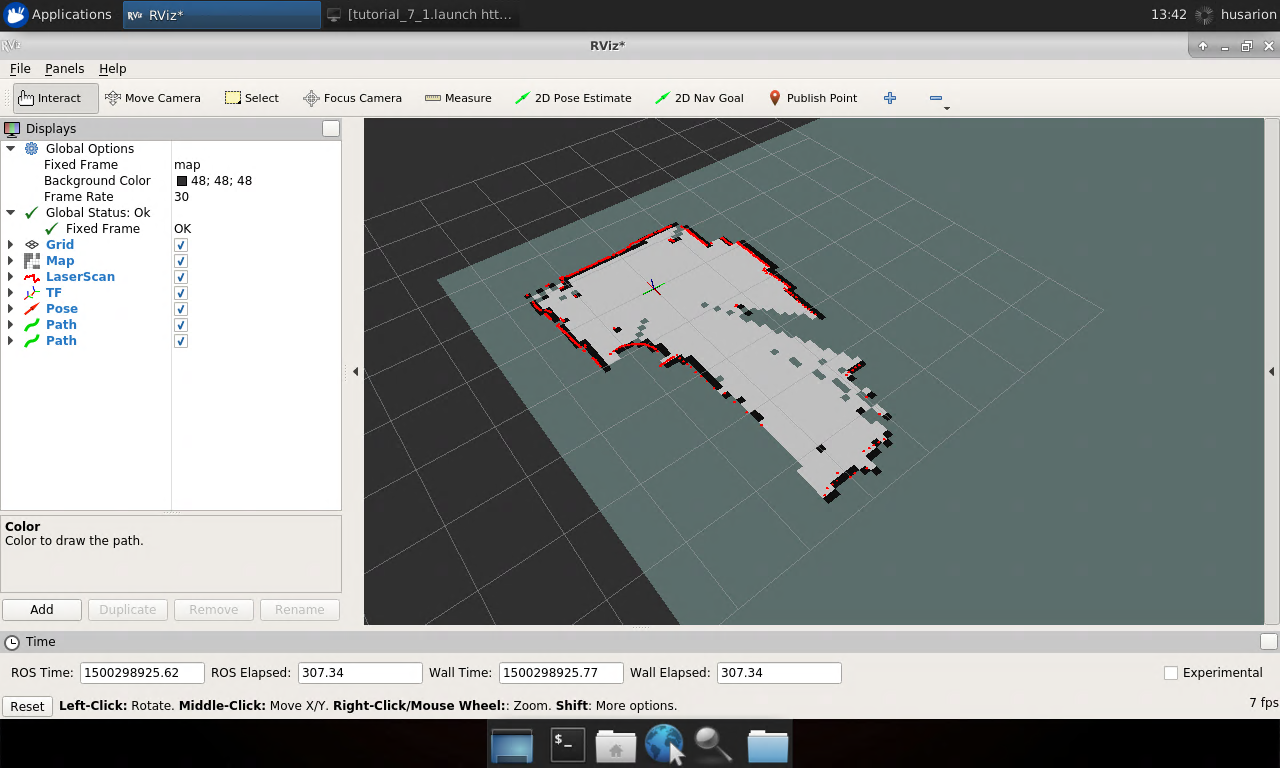 Applications RViz RViz* [tutorial_7_1.launch htt... 13:42 husarion
RViz RViz*
File Panels Help
Interact Move Camera Select Focus Camera Measure 2D Pose Estimate 2D Nav Goal Publish Point
Displays
Global Options
Fixed Frame map
Background Color 48; 48; 48
Frame Rate 30
Global Status: Ok
Fixed Frame OK
Grid
Map
LaserScan
TF
Pose
Path
Path
Color
Color to draw the path.
Add Duplicate Remove Rename
Time
ROS Time: 1500298925.62 ROS Elapsed: 307.34 Wall Time: 1500298925.77 Wall Elapsed: 307.34 Experimental
Reset Left-Click: Rotate. Middle-Click: Move X/Y. Right-Click/Mouse Wheel:: Zoom. Shift: More options. 7 fps
$_